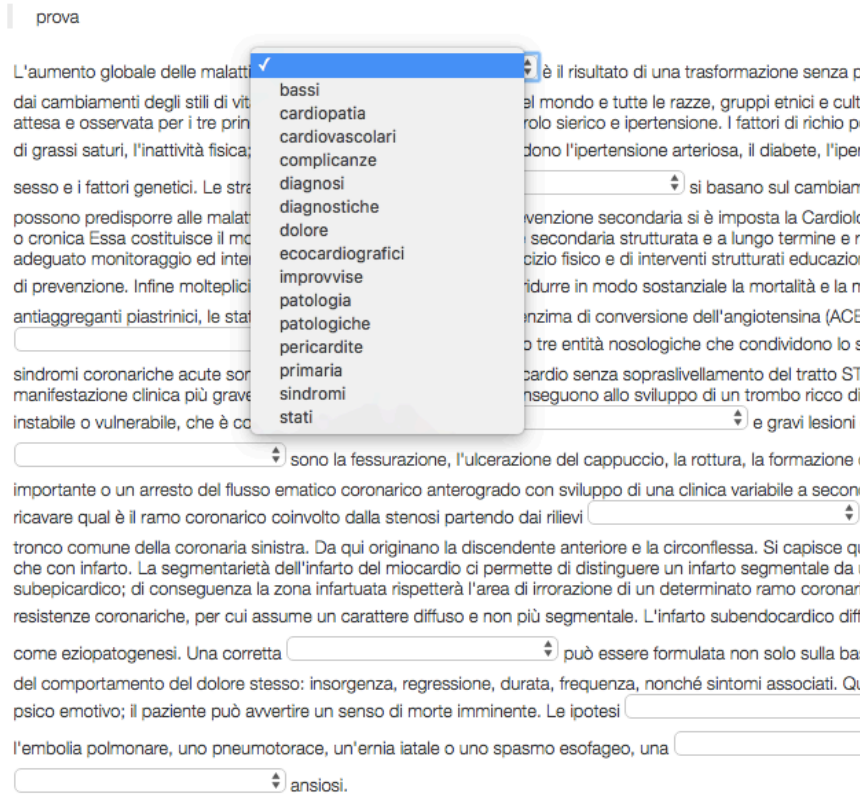 prova
L'aumento globale delle malatti è il risultato di una trasformazione senza p
dai cambiamenti degli stili di vit el mondo e tutte le razze, gruppi etnici e cult
attesa e osservata per i tre prin rolo sierico e ipertensione. I fattori di richio p
di grassi saturi, l'inattività fisica; dono l'ipertensione arteriosa, il diabete, l'iper
sesso e i fattori genetici. Le stra si basano sul cambiam
possono predisporre alle malat evenzione secondaria si è imposta la Cardiolo
o cronica Essa costituisce il mo secondaria strutturata e a lungo termine e r
adeguato monitoraggio ed inter cizio fisico e di interventi strutturati educazion
di prevenzione. Infine molteplici ridurre in modo sostanziale la mortalità e la m
antiaggreganti piastrinici, le stat enzima di conversione dell'angiotensina (ACE
o tre entità nosologiche che condividono lo s
sindromi coronariche acute sor cardio senza sopraslivellamento del tratto ST
manifestazione clinica più grave nseguono allo sviluppo di un trombo ricco di
instabile o vulnerabile, che è co e gravi lesioni
sono la fessurazione, l'ulcerazione del cappuccio, la rottura, la formazione
importante o un arresto del flusso ematico coronarico anterogrado con sviluppo di una clinica variabile a second
ricavare qual è il ramo coronarico coinvolto dalla stenosi partendo dai rilievi
tronco comune della coronaria sinistra. Da qui originano la discendente anteriore e la circonflessa. Si capisce qu
che con infarto. La segmentarietà dell'infarto del miocardio ci permette di distinguere un infarto segmentale da
subepicardico; di conseguenza la zona infartuata rispetterà l'area di irrorazione di un determinato ramo coronar
resistenze coronariche, per cui assume un carattere diffuso e non più segmentale. L'infarto subendocardico diff
come eziopatogenesi. Una corretta può essere formulata non solo sulla bas
del comportamento del dolore stesso: insorgenza, regressione, durata, frequenza, nonché sintomi associati. Qu
psico emotivo; il paziente può avvertire un senso di morte imminente. Le ipotesi
l'embolia polmonare, uno pneumotorace, un'ernia iatale o uno spasmo esofageo, una
ansiosi.
bassi
cardiopatia
cardiovascolari
complicanze
diagnosi
diagnostiche
dolore
ecocardiografici
improvvise
patologia
patologiche
pericardite
primaria
sindromi
stati